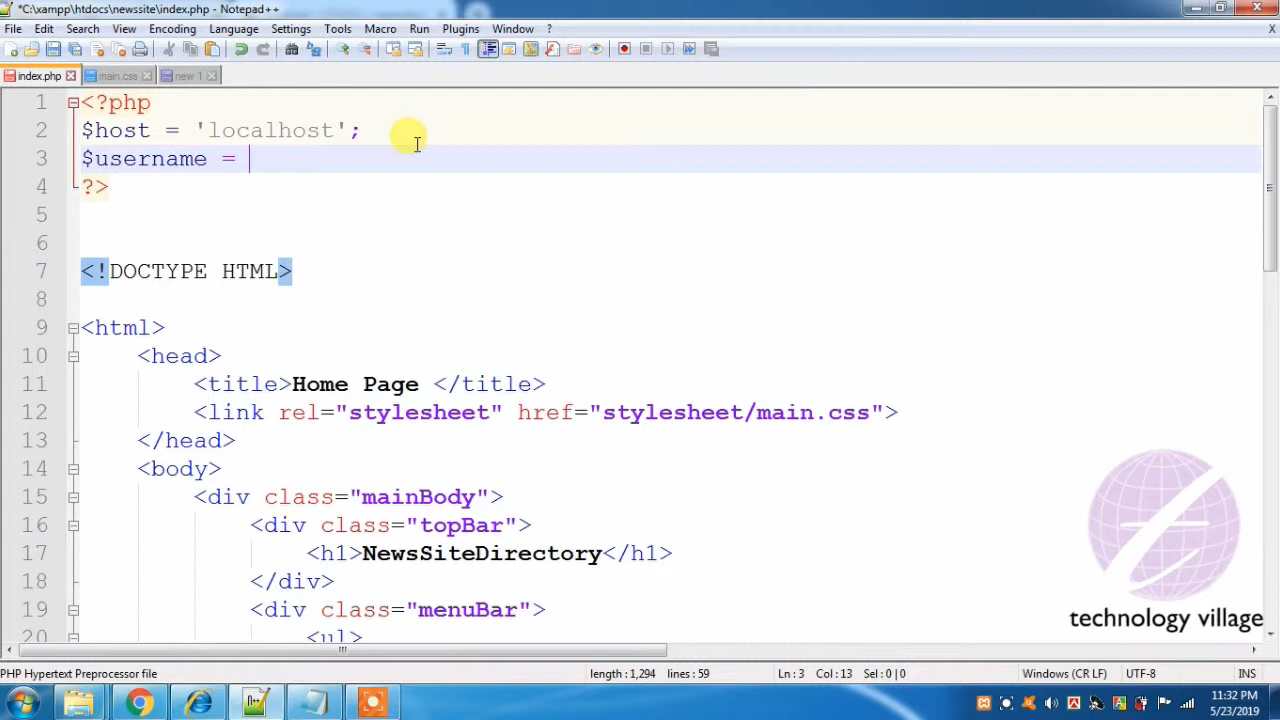 *C:\xampp\htdocs\newssite\index.php - Notepad++
File Edit Search View Encoding Language Settings Tools Macro Run Plugins Window ? X
index.php main.css new 1
1 <?php
2 $host = 'localhost';
3 $username =
4 ?>
5
6
7 <!DOCTYPE HTML>
8
9 <html>
10 <head>
11 <title>Home Page </title>
12 <link rel="stylesheet" href="stylesheet/main.css">
13 </head>
14 <body>
15 <div class="mainBody">
16 <div class="topBar">
17 <h1>NewsSiteDirectory</h1>
18 </div>
19 <div class="menuBar">
20 <ul>
technology village
PHP Hypertext Preprocessor file length : 1,294 lines : 59 Ln : 3 Col : 13 Sel : 0 | 0 Windows (CR LF) UTF-8 INS
11:32 PM
5/23/2019